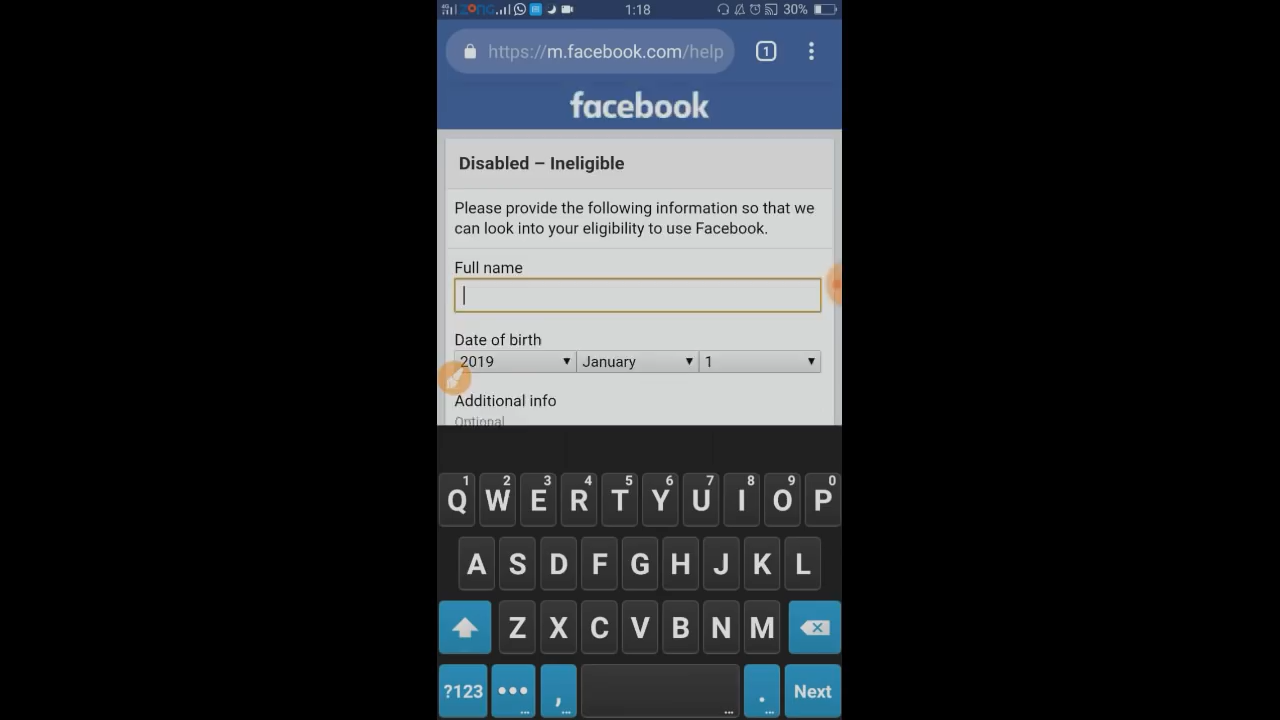 4G ZONG 1:18 30%
https://m.facebook.com/help 1
facebook
Disabled – Ineligible
Please provide the following information so that we
can look into your eligibility to use Facebook.
Full name
Date of birth
2019 January 1
Additional info
Optional
1 2 3 4 5 6 7 8 9 0
Q W E R T Y U I O P
A S D F G H J K L
Z X C V B N M
?123 ••• , ... . Next